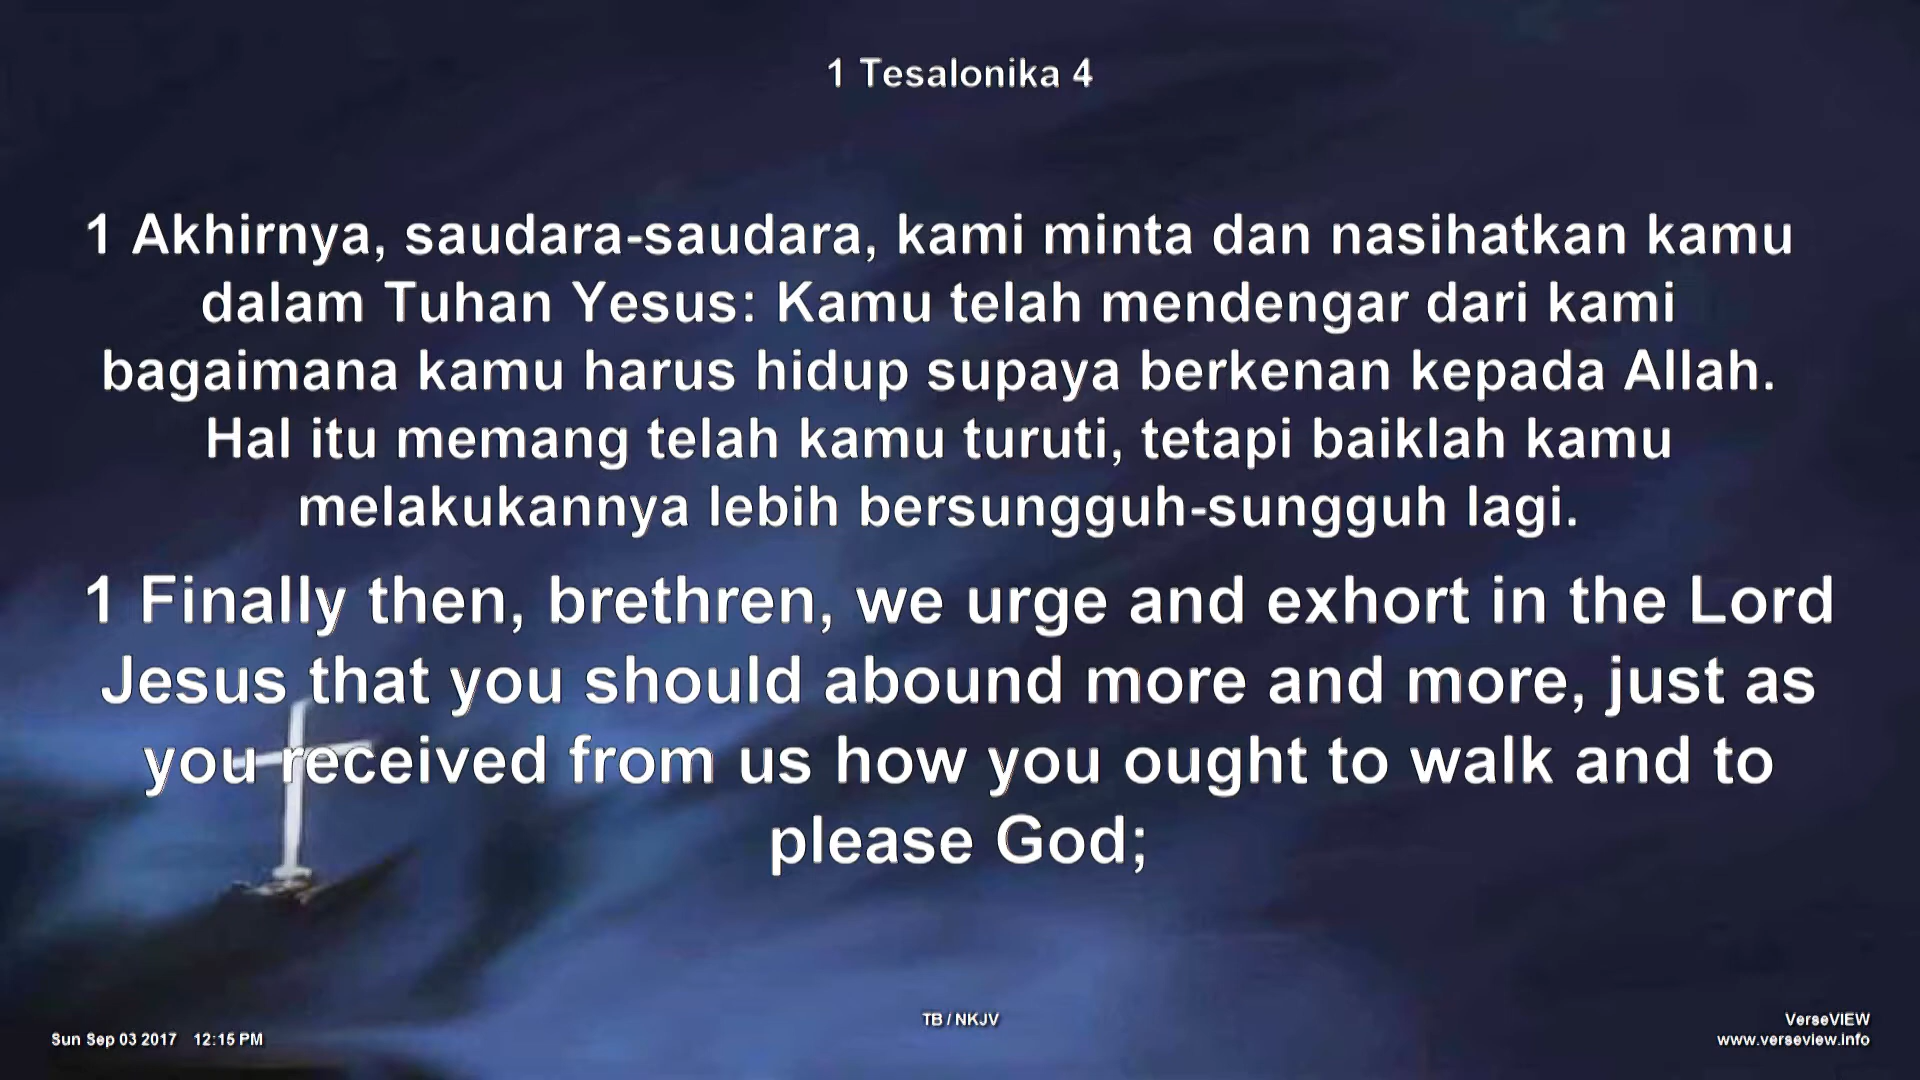 1 Tesalonika 4
1 Akhirnya, saudara-saudara, kami minta dan nasihatkan kamu
dalam Tuhan Yesus: Kamu telah mendengar dari kami
bagaimana kamu harus hidup supaya berkenan kepada Allah.
Hal itu memang telah kamu turuti, tetapi baiklah kamu
melakukannya lebih bersungguh-sungguh lagi.
1 Finally then, brethren, we urge and exhort in the Lord
Jesus that you should abound more and more, just as
you received from us how you ought to walk and to
please God;
TB / NKJV
Sun Sep 03 2017 12:15 PM
VerseVIEW
www.verseview.info